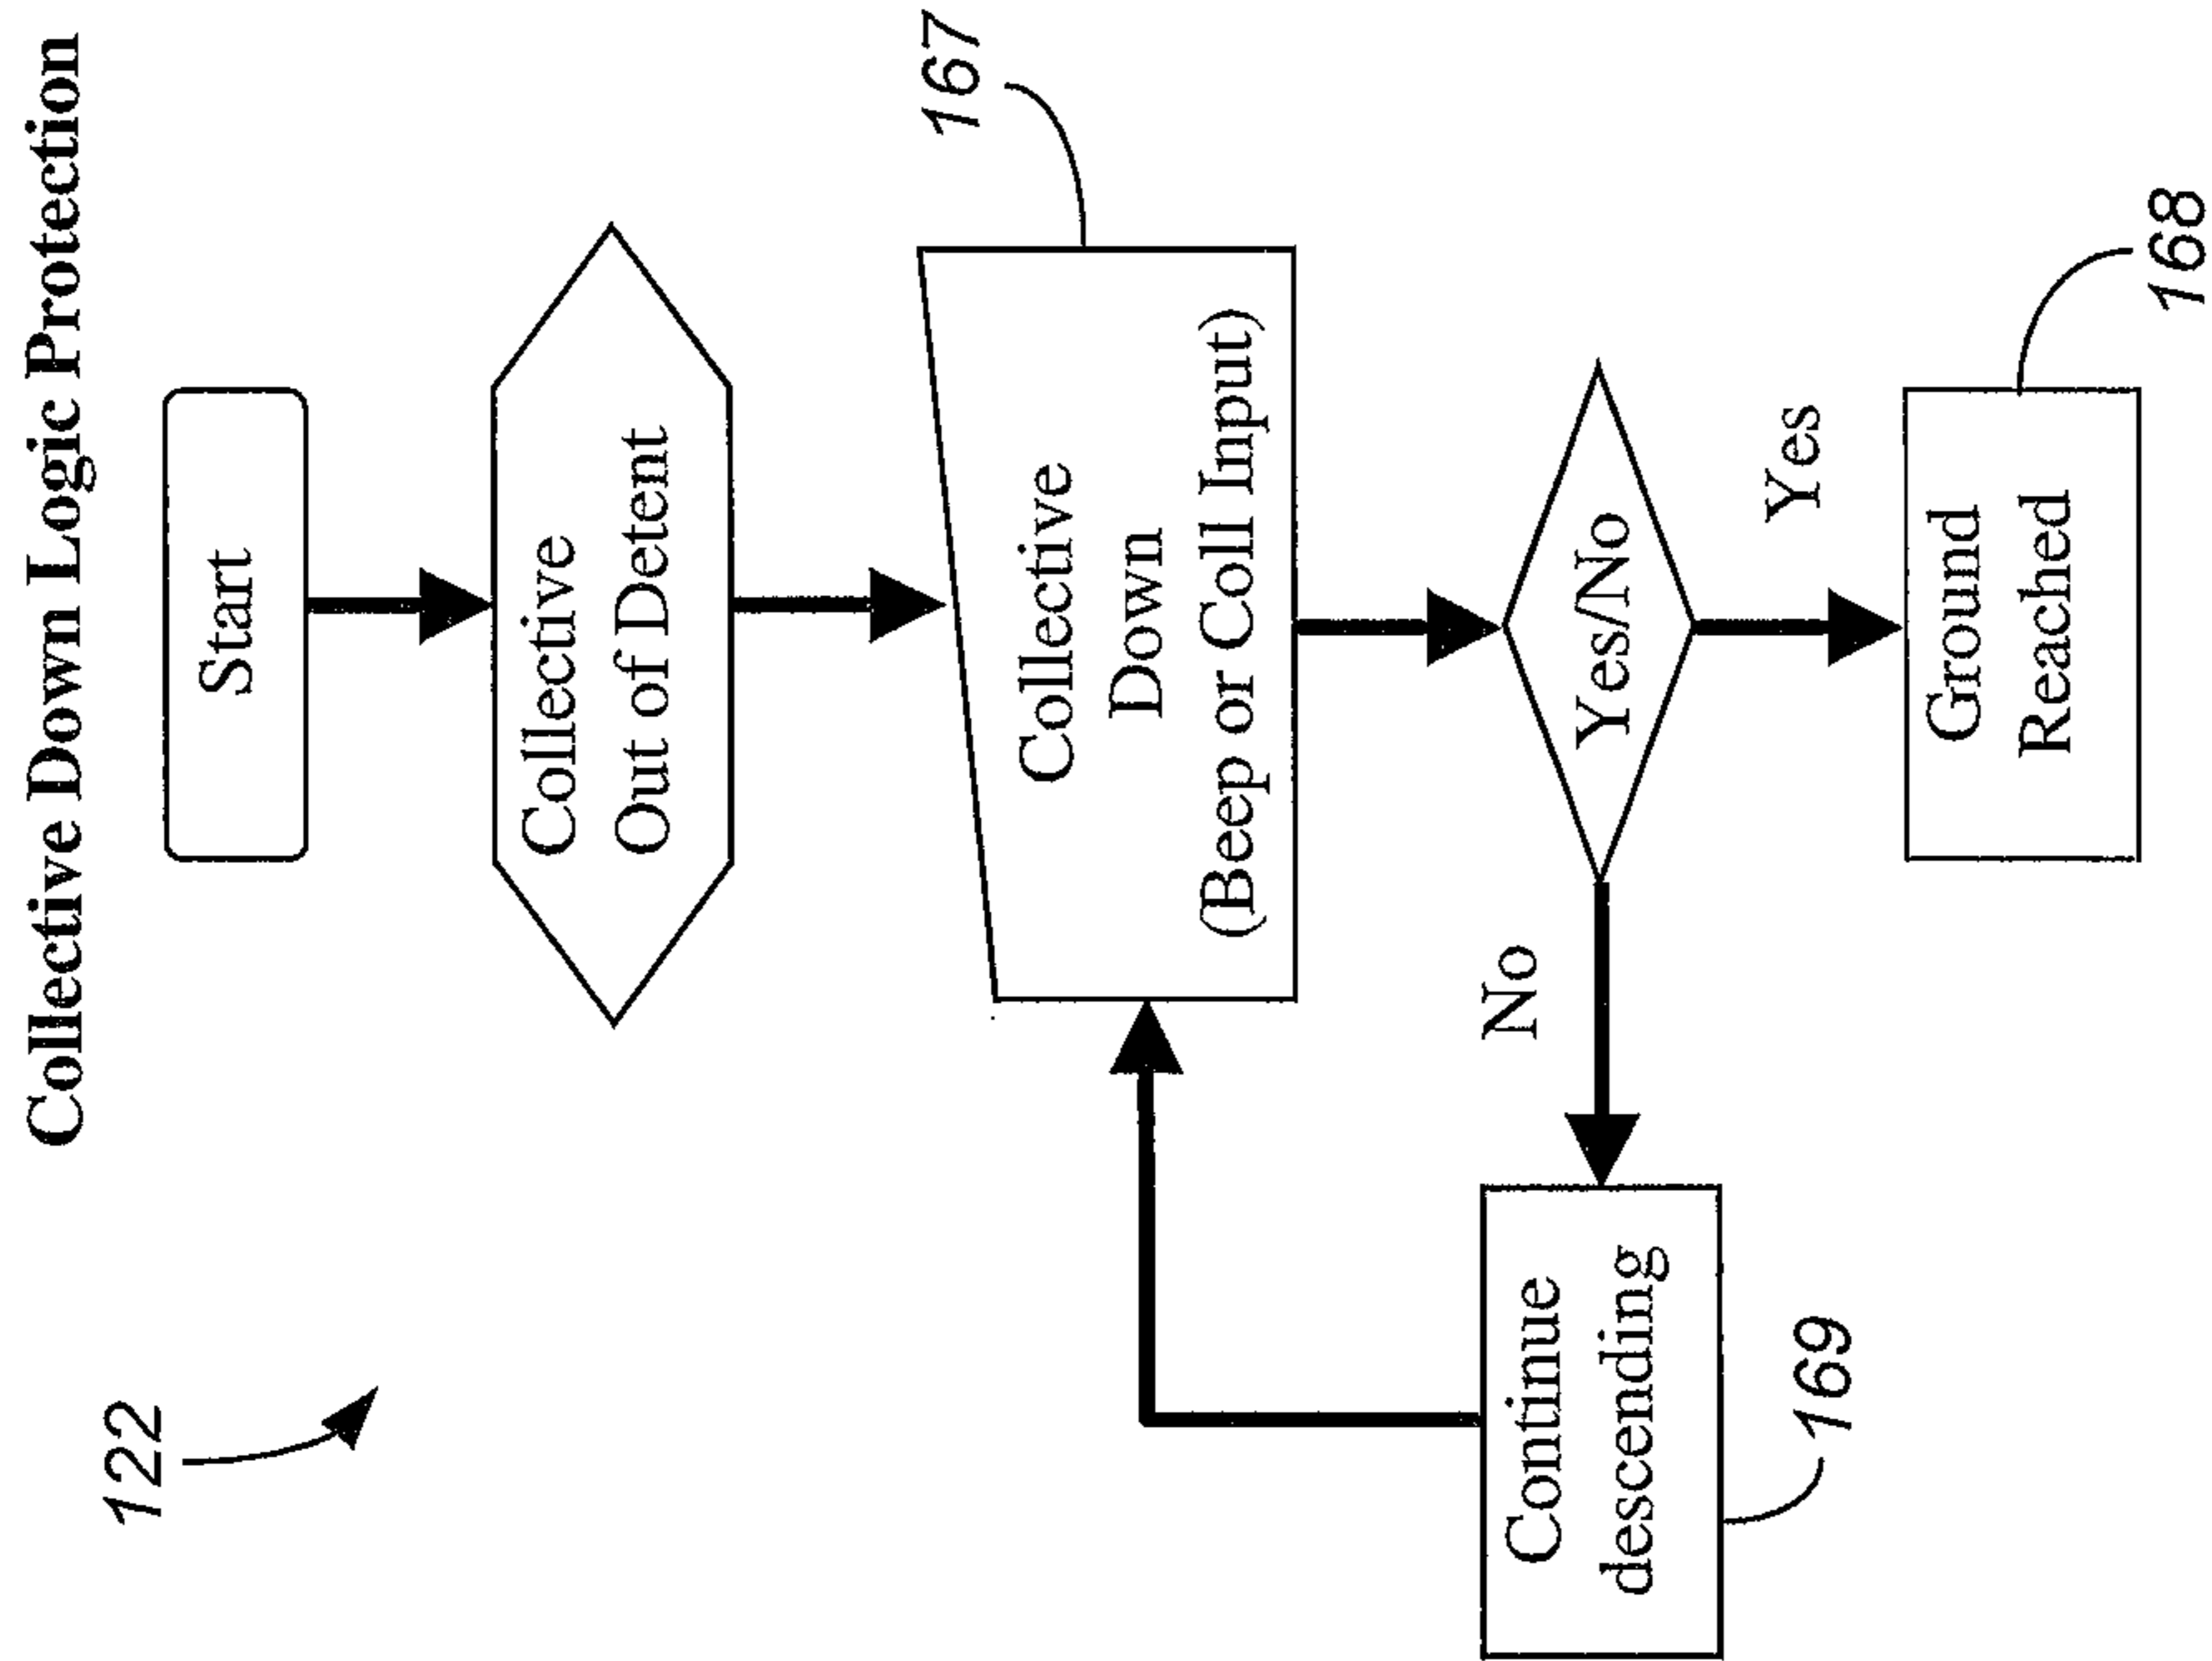 Collective Down Logic Protection
122
Start
Collective
Out of Detent
167
Collective
Down
(Beep or Coll Input)
Yes/No
No
Yes
Continue
descending
169
Ground
Reached
168